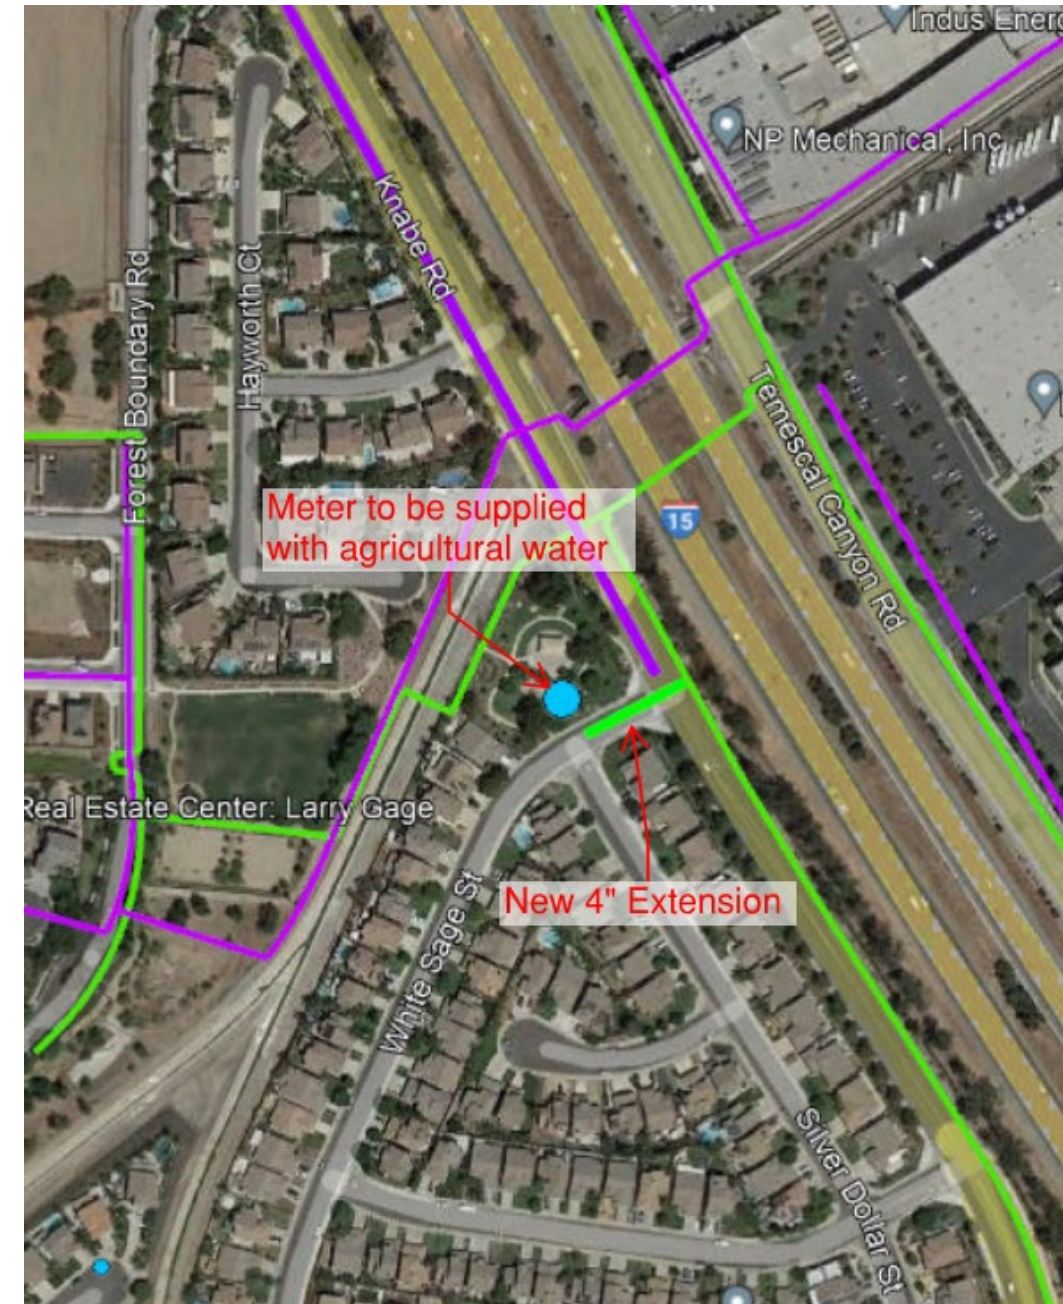 Indus Energ
NP Mechanical, Inc
Knabe Rd
Forest Boundary Rd
Hayworth Ct
Temescal Canyon Rd
Meter to be supplied
with agricultural water
15
Real Estate Center: Larry Gage
New 4" Extension
White Sage St
Silver Dollar St